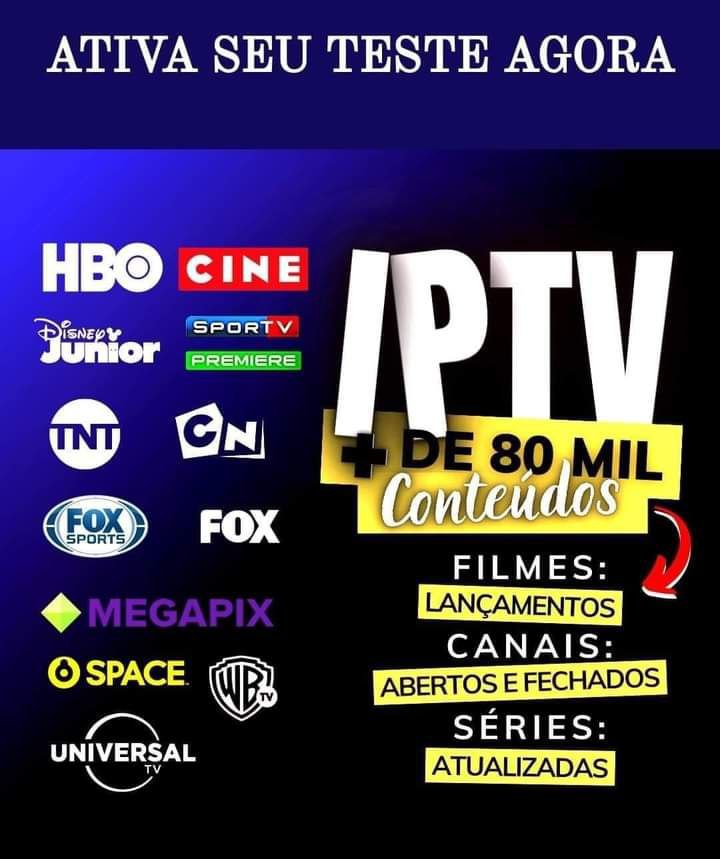 ATIVA SEU TESTE AGORA
HBO CINE
Disney Junior
SPORTV
PREMIERE
TNT CN
FOX SPORTS
FOX
MEGAPIX
SPACE WB TV
UNIVERSAL TV
IPTV
+ DE 80 MIL
Conteúdos
FILMES:
LANÇAMENTOS
CANAIS:
ABERTOS E FECHADOS
SÉRIES:
ATUALIZADAS